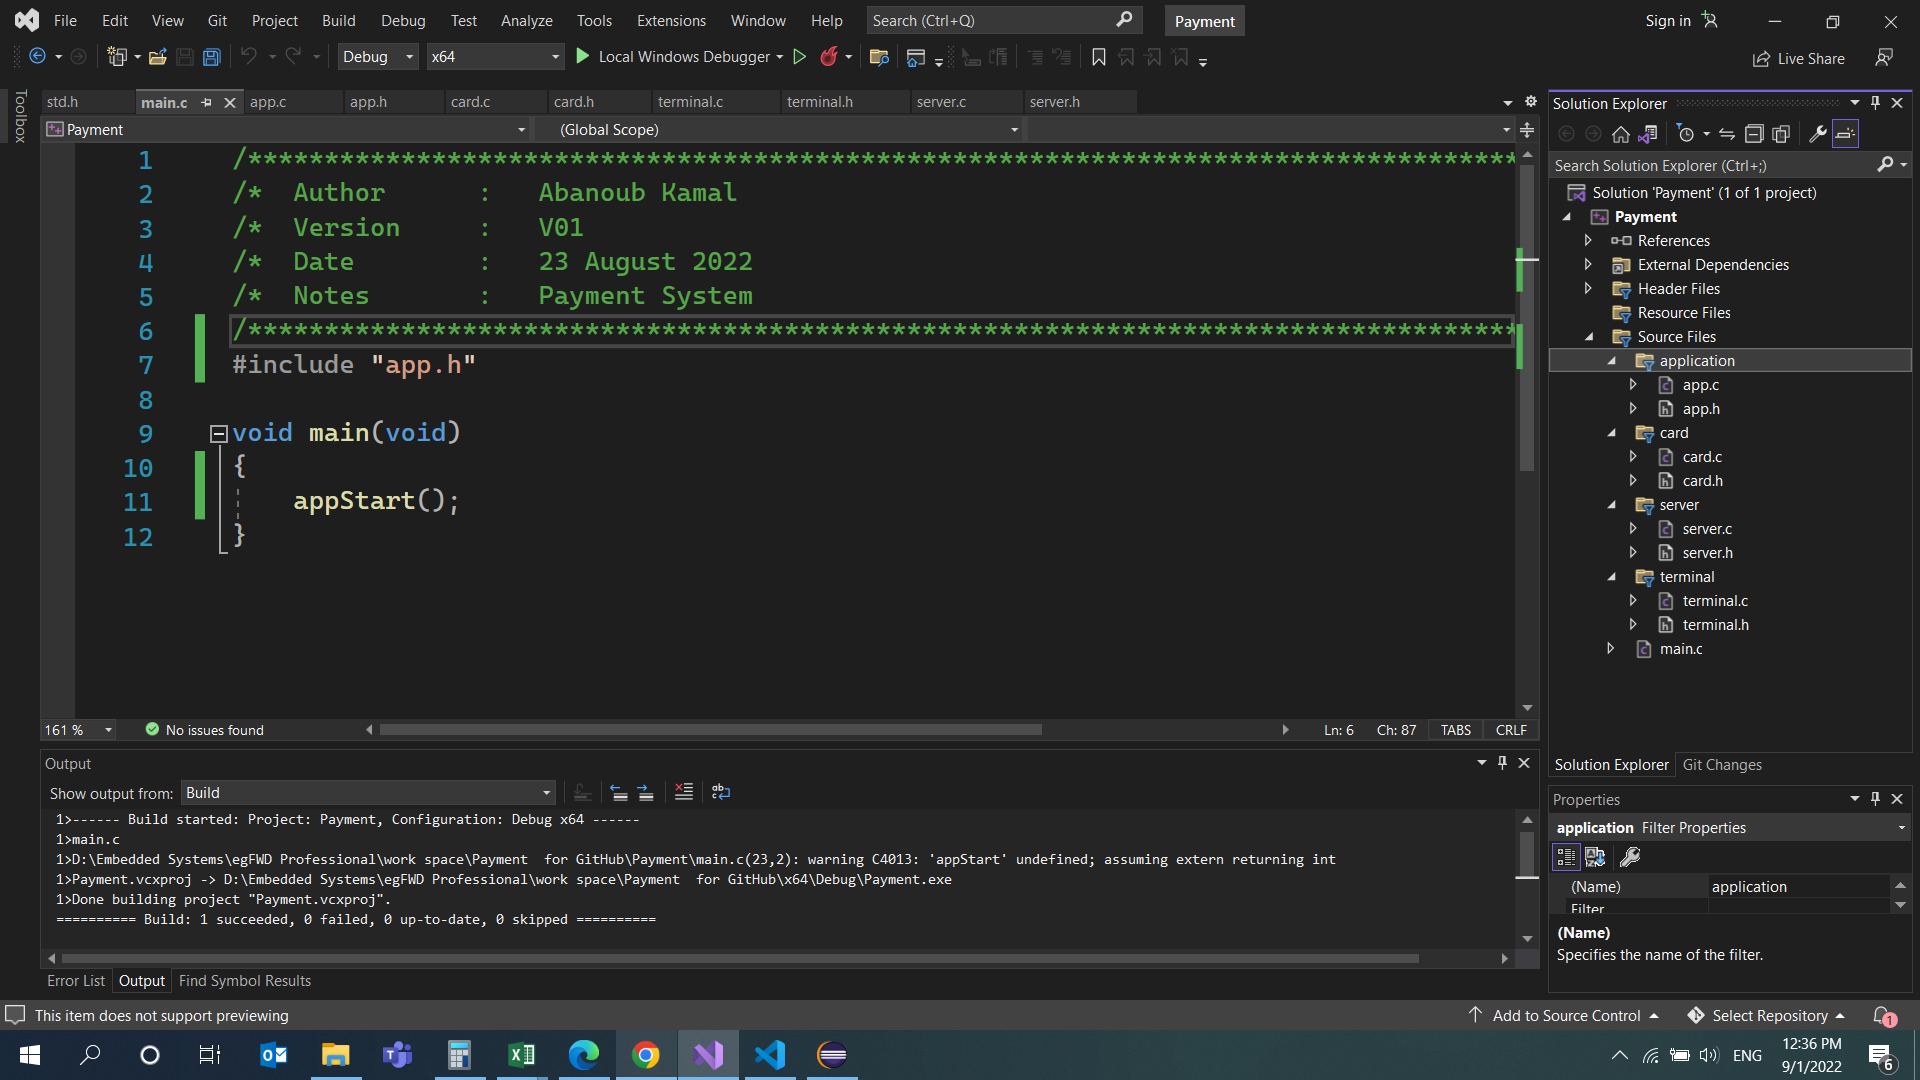 File Edit View Git Project Build Debug Test Analyze Tools Extensions Window Help Search (Ctrl+Q) Payment Sign in
Debug x64 Local Windows Debugger Live Share
Toolbox
std.h main.c app.c app.h card.c card.h terminal.c terminal.h server.c server.h
Payment (Global Scope)
1 /************************************************************************************
2 /* Author : Abanoub Kamal
3 /* Version : V01
4 /* Date : 23 August 2022
5 /* Notes : Payment System
6 /************************************************************************************
7 #include "app.h"
8
9 void main(void)
10 {
11 appStart();
12 }
161 % No issues found Ln: 6 Ch: 87 TABS CRLF
Output
Show output from: Build
1>------ Build started: Project: Payment, Configuration: Debug x64 ------
1>main.c
1>D:\Embedded Systems\egFWD Professional\work space\Payment  for GitHub\Payment\main.c(23,2): warning C4013: 'appStart' undefined; assuming extern returning int
1>Payment.vcxproj -> D:\Embedded Systems\egFWD Professional\work space\Payment  for GitHub\x64\Debug\Payment.exe
1>Done building project "Payment.vcxproj".
========== Build: 1 succeeded, 0 failed, 0 up-to-date, 0 skipped ==========
Error List Output Find Symbol Results
Solution Explorer
Search Solution Explorer (Ctrl+;)
Solution 'Payment' (1 of 1 project)
Payment
References
External Dependencies
Header Files
Resource Files
Source Files
application
app.c
app.h
card
card.c
card.h
server
server.c
server.h
terminal
terminal.c
terminal.h
main.c
Solution Explorer Git Changes
Properties
application Filter Properties
(Name) application
Filter
(Name)
Specifies the name of the filter.
This item does not support previewing Add to Source Control Select Repository 1
ENG 12:36 PM
9/1/2022 6